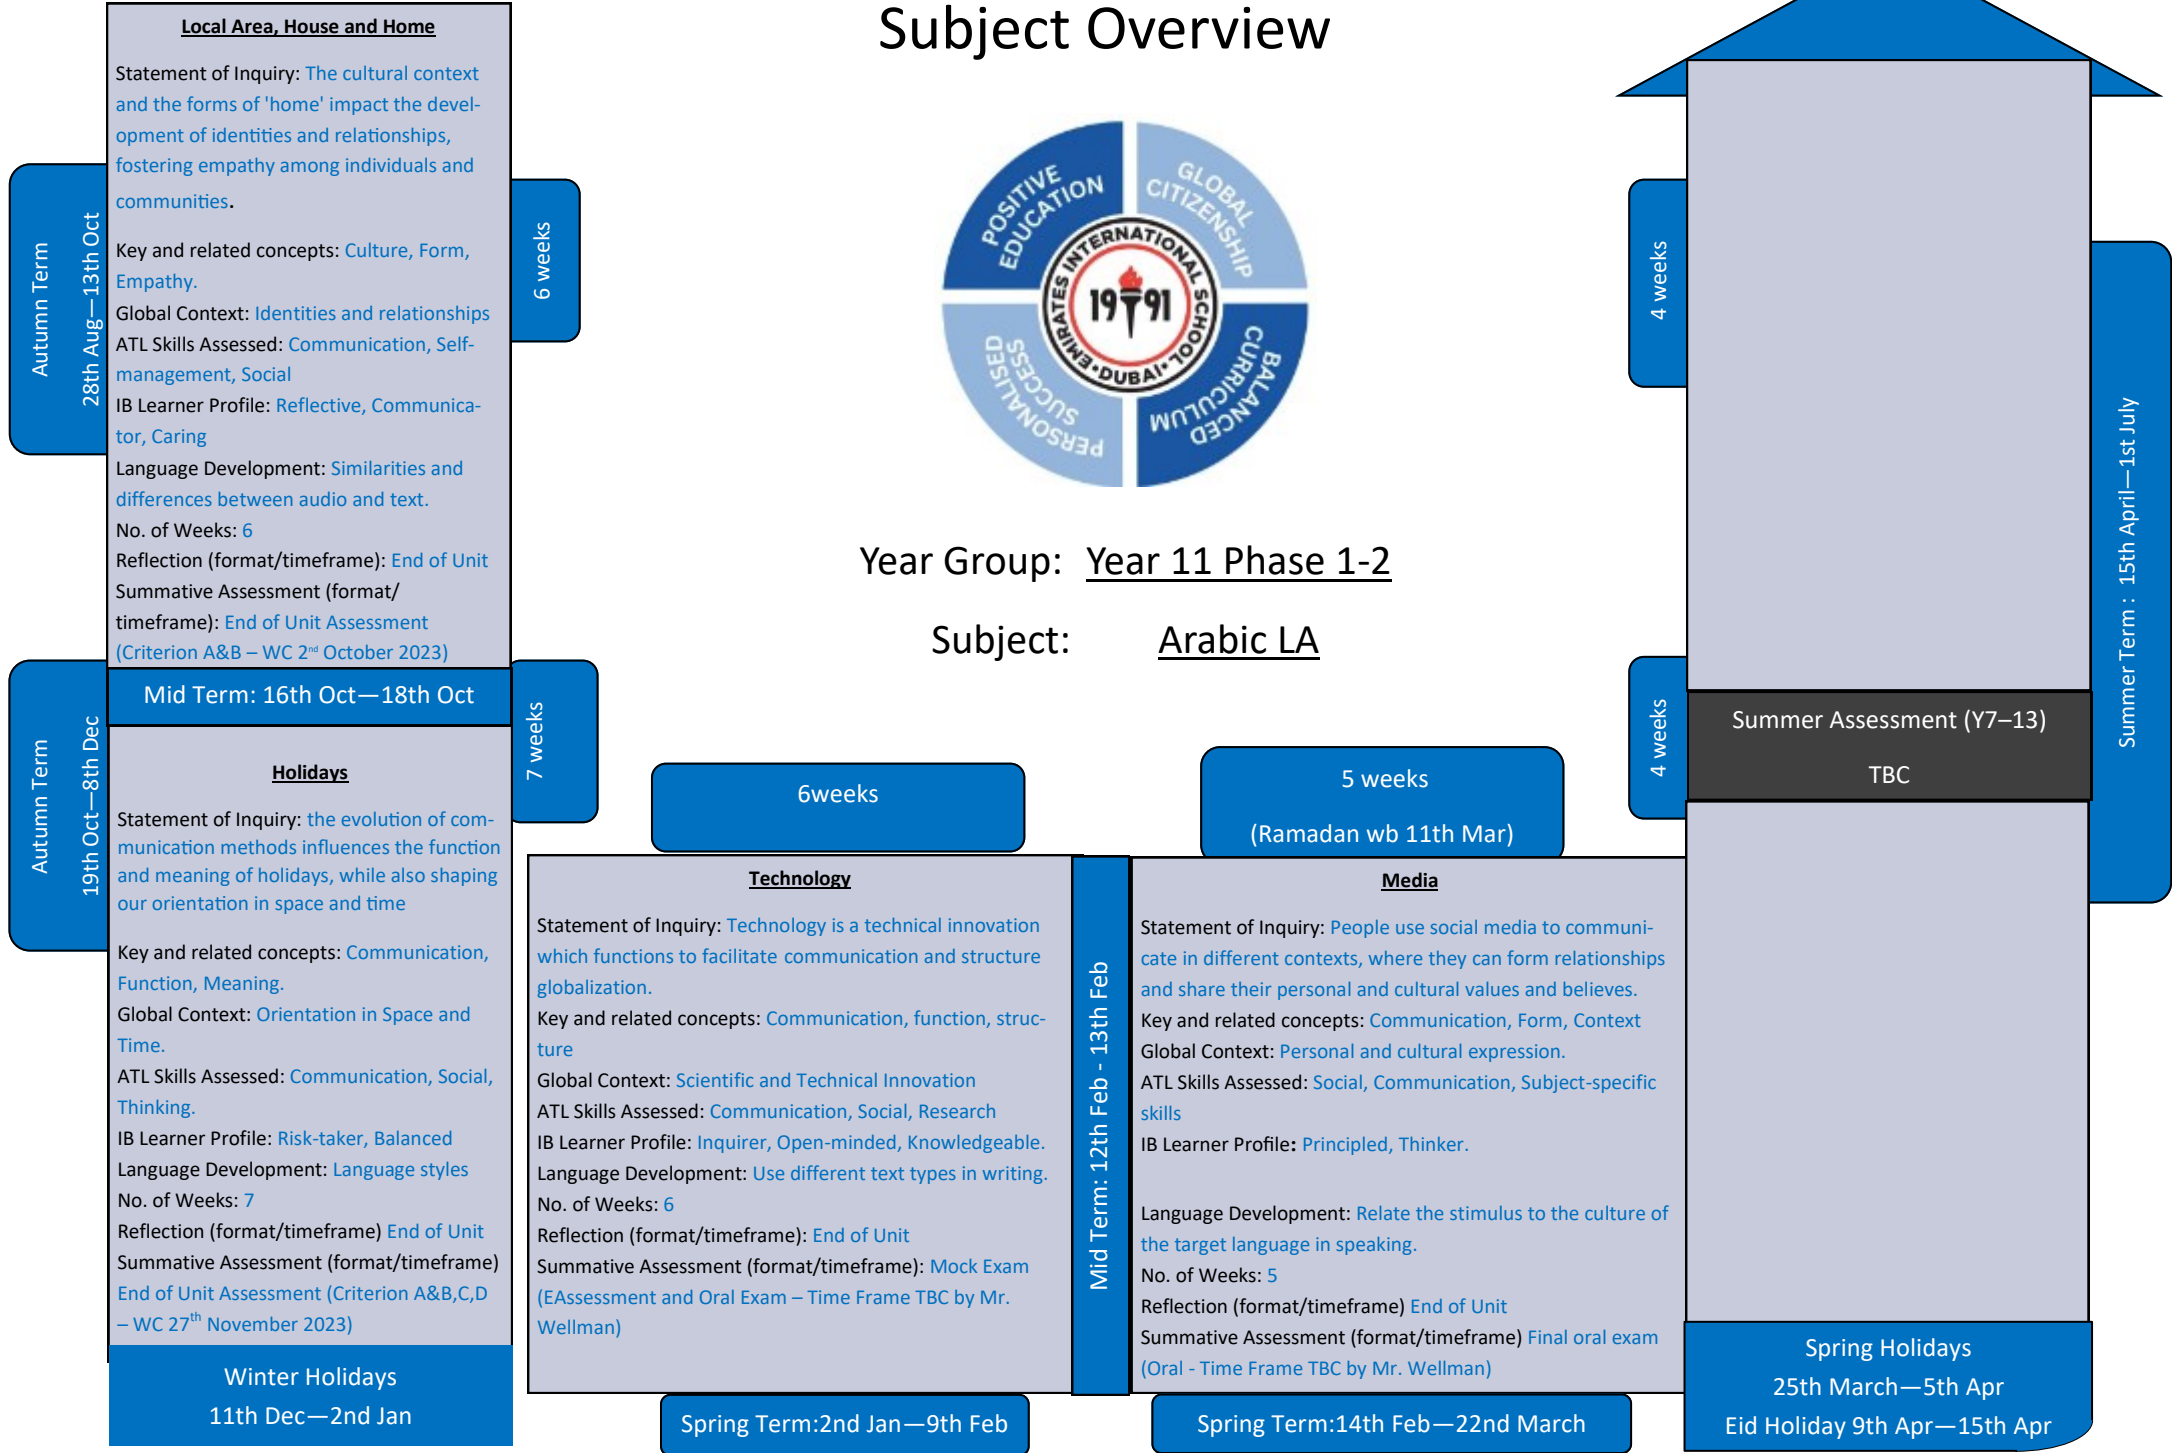 Subject Overview
POSITIVE EDUCATION
GLOBAL CITIZENSHIP
PERSONALISED SUCCESS
BALANCED CURRICULUM
EMIRATES INTERNATIONAL SCHOOL • DUBAI •
1991
Year Group: Year 11 Phase 1-2
Subject: Arabic LA
Autumn Term
28th Aug—13th Oct
6 weeks
Local Area, House and Home
Statement of Inquiry: The cultural context
and the forms of 'home' impact the devel-
opment of identities and relationships,
fostering empathy among individuals and
communities.
Key and related concepts: Culture, Form,
Empathy.
Global Context: Identities and relationships
ATL Skills Assessed: Communication, Self-
management, Social
IB Learner Profile: Reflective, Communica-
tor, Caring
Language Development: Similarities and
differences between audio and text.
No. of Weeks: 6
Reflection (format/timeframe): End of Unit
Summative Assessment (format/
timeframe): End of Unit Assessment
(Criterion A&B – WC 2nd October 2023)
Mid Term: 16th Oct—18th Oct
Autumn Term
19th Oct—8th Dec
7 weeks
Holidays
Statement of Inquiry: the evolution of com-
munication methods influences the function
and meaning of holidays, while also shaping
our orientation in space and time
Key and related concepts: Communication,
Function, Meaning.
Global Context: Orientation in Space and
Time.
ATL Skills Assessed: Communication, Social,
Thinking.
IB Learner Profile: Risk-taker, Balanced
Language Development: Language styles
No. of Weeks: 7
Reflection (format/timeframe) End of Unit
Summative Assessment (format/timeframe)
End of Unit Assessment (Criterion A&B,C,D
– WC 27th November 2023)
Winter Holidays
11th Dec—2nd Jan
6weeks
Technology
Statement of Inquiry: Technology is a technical innovation
which functions to facilitate communication and structure
globalization.
Key and related concepts: Communication, function, struc-
ture
Global Context: Scientific and Technical Innovation
ATL Skills Assessed: Communication, Social, Research
IB Learner Profile: Inquirer, Open-minded, Knowledgeable.
Language Development: Use different text types in writing.
No. of Weeks: 6
Reflection (format/timeframe): End of Unit
Summative Assessment (format/timeframe): Mock Exam
(EAssessment and Oral Exam – Time Frame TBC by Mr.
Wellman)
Spring Term:2nd Jan—9th Feb
Mid Term: 12th Feb - 13th Feb
5 weeks
(Ramadan wb 11th Mar)
Media
Statement of Inquiry: People use social media to communi-
cate in different contexts, where they can form relationships
and share their personal and cultural values and believes.
Key and related concepts: Communication, Form, Context
Global Context: Personal and cultural expression.
ATL Skills Assessed: Social, Communication, Subject-specific
skills
IB Learner Profile: Principled, Thinker.
Language Development: Relate the stimulus to the culture of
the target language in speaking.
No. of Weeks: 5
Reflection (format/timeframe) End of Unit
Summative Assessment (format/timeframe) Final oral exam
(Oral - Time Frame TBC by Mr. Wellman)
Spring Term:14th Feb—22nd March
Spring Holidays
25th March—5th Apr
Eid Holiday 9th Apr—15th Apr
4 weeks
Summer Assessment (Y7–13)
TBC
4 weeks
Summer Term : 15th April—1st July